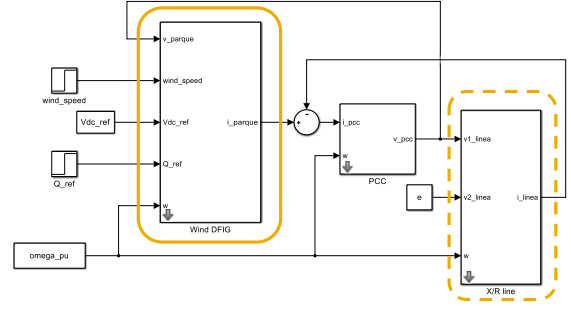 v_parque
wind_speed
wind_speed
Vdc_ref
Vdc_ref
i_parque
Q_ref
Q_ref
w
Wind DFIG
+
−
i_pcc
v_pcc
w
PCC
v1_linea
e
v2_linea
i_linea
w
X/R line
omega_pu